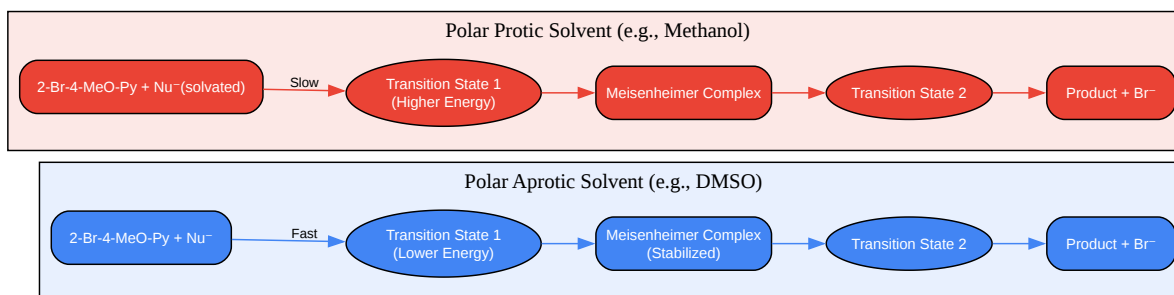 Polar Protic Solvent (e.g., Methanol)
2-Br-4-MeO-Py + Nu⁻(solvated)
Slow
Transition State 1
(Higher Energy)
Meisenheimer Complex
Transition State 2
Product + Br⁻
Polar Aprotic Solvent (e.g., DMSO)
2-Br-4-MeO-Py + Nu⁻
Fast
Transition State 1
(Lower Energy)
Meisenheimer Complex
(Stabilized)
Transition State 2
Product + Br⁻